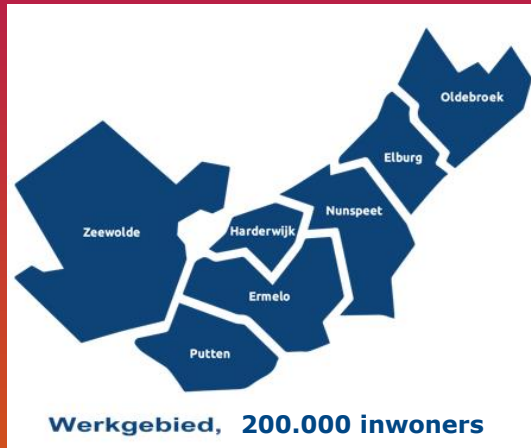 Oldebroek
Elburg
Nunspeet
Zeewolde
Harderwijk
Ermelo
Putten
Werkgebied, 200.000 inwoners